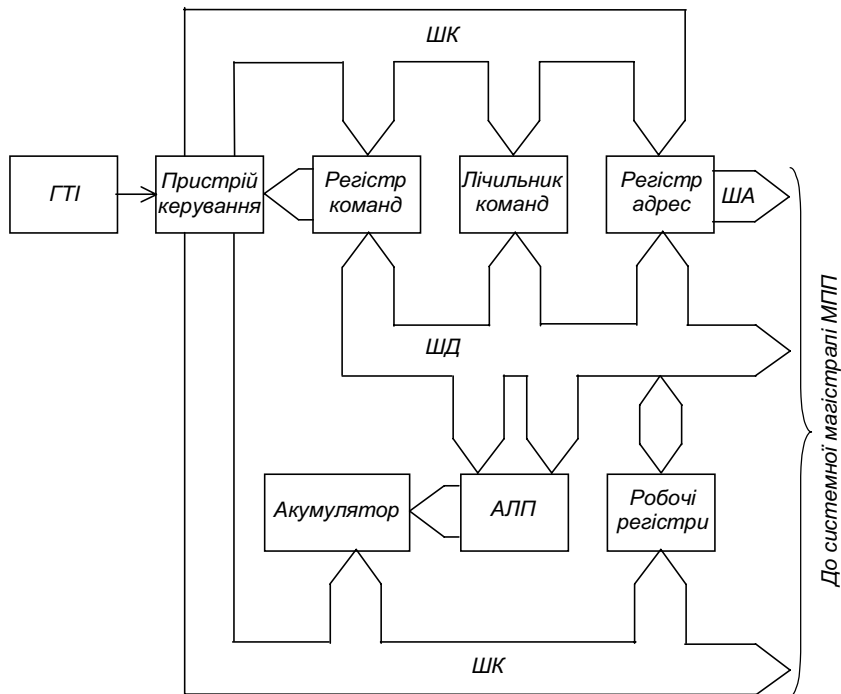 ШК
ГТІ
Пристрій
керування
Регістр
команд
Лічильник
команд
Регістр
адрес
ША
ШД
Акумулятор
АЛП
Робочі
регістри
ШК
До системної магістралі МПП